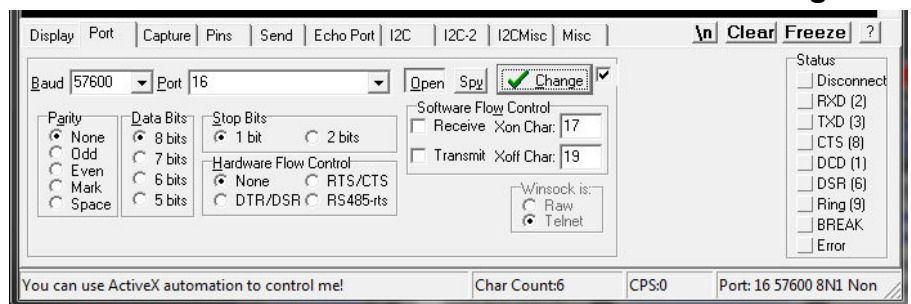 Display Port Capture Pins Send Echo Port I2C I2C-2 I2CMisc Misc \n Clear Freeze ?
Baud 57600 Port 16 Open Spy Change
Parity
None
Odd
Even
Mark
Space
Data Bits
8 bits
7 bits
6 bits
5 bits
Stop Bits
1 bit 2 bits
Hardware Flow Control
None RTS/CTS
DTR/DSR RS485-rts
Software Flow Control
Receive Xon Char: 17
Transmit Xoff Char: 19
Winsock is:
Raw
Telnet
Status
Disconnect
RXD (2)
TXD (3)
CTS (8)
DCD (1)
DSR (6)
Ring (9)
BREAK
Error
You can use ActiveX automation to control me! Char Count:6 CPS:0 Port: 16 57600 8N1 Non